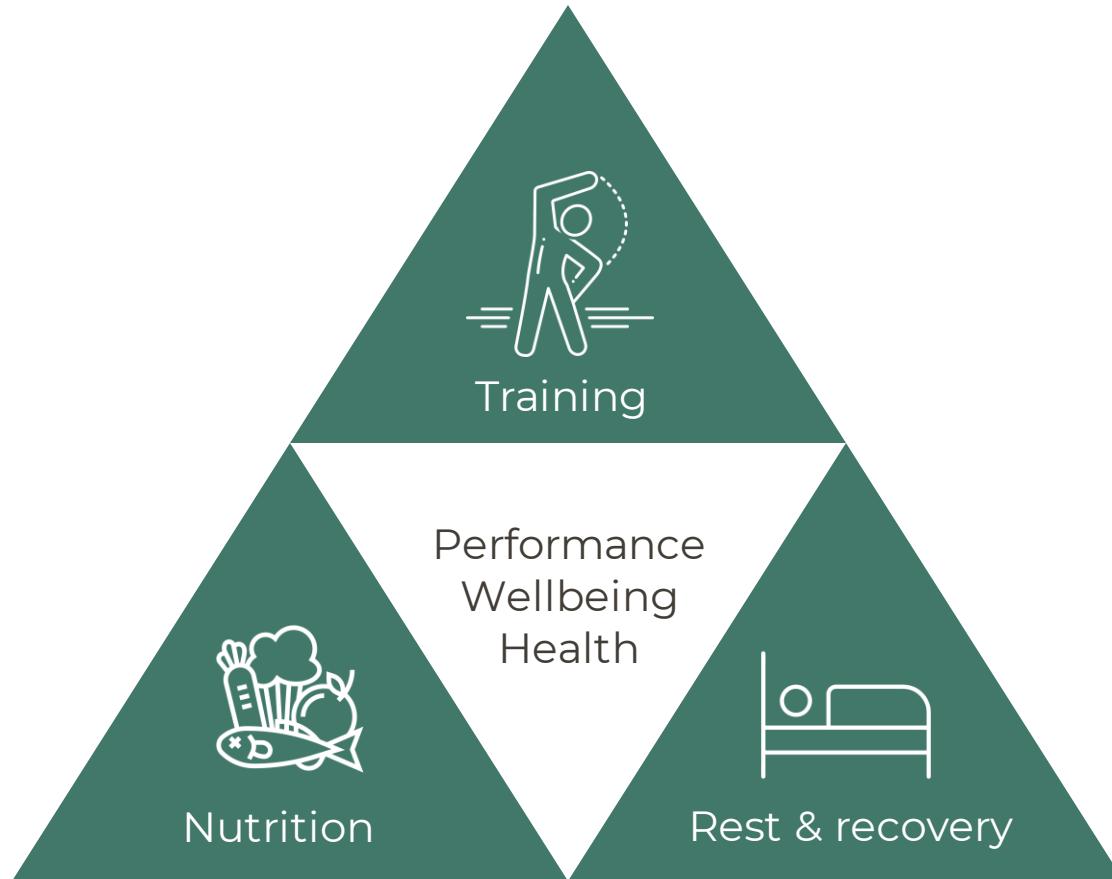 Training
Performance
Wellbeing
Health
Nutrition
Rest & recovery